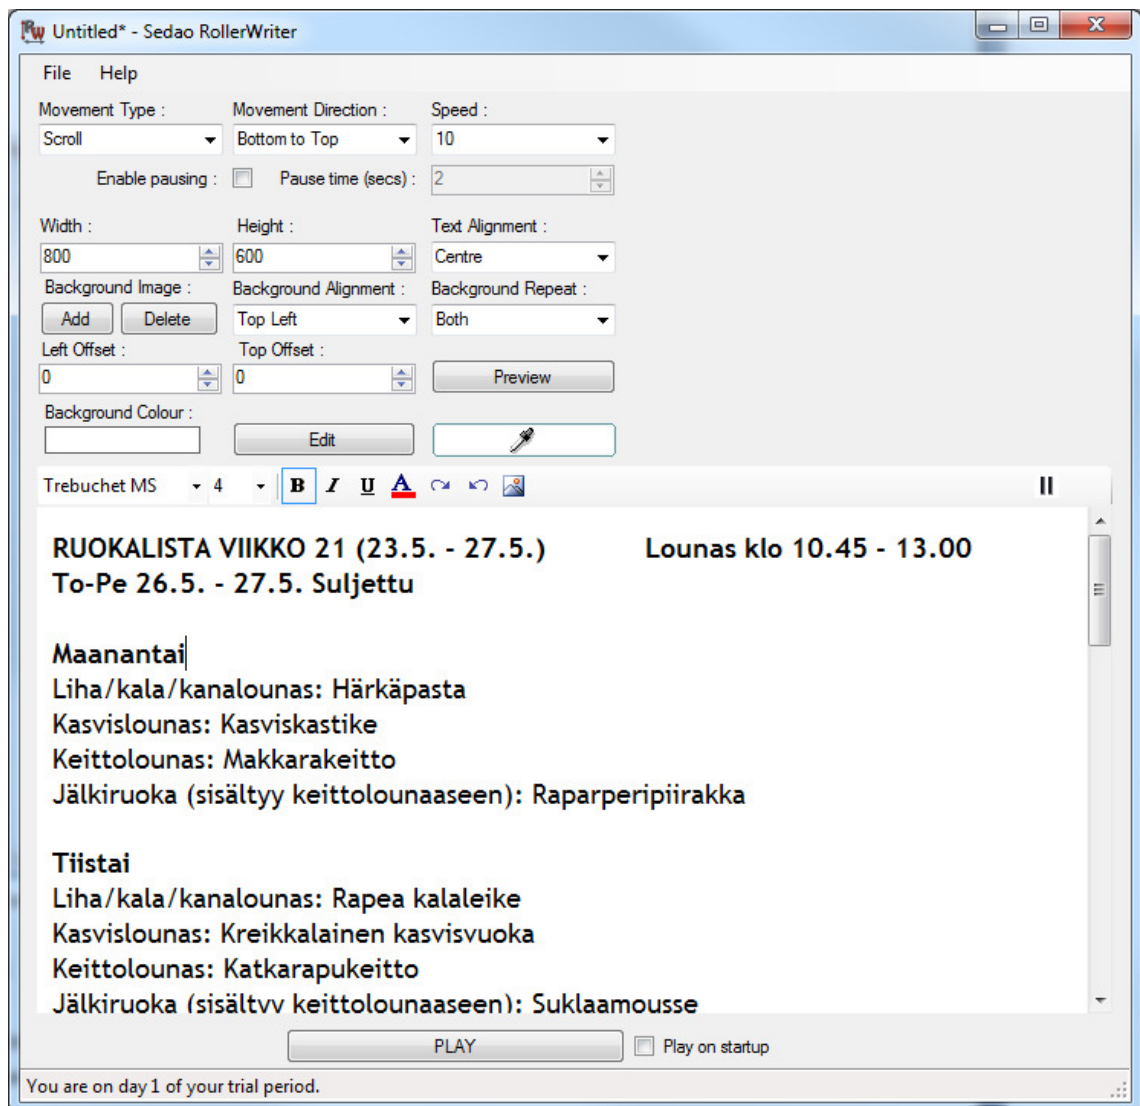 Untitled* - Sedao RollerWriter
File Help
Movement Type : Movement Direction : Speed :
Scroll Bottom to Top 10
Enable pausing : Pause time (secs) : 2
Width : Height : Text Alignment :
800 600 Centre
Background Image : Background Alignment : Background Repeat :
Add Delete Top Left Both
Left Offset : Top Offset :
0 0 Preview
Background Colour :
Edit
Trebuchet MS 4 B I U A
RUOKALISTA VIIKKO 21 (23.5. - 27.5.) Lounas klo 10.45 - 13.00
To-Pe 26.5. - 27.5. Suljettu
Maanantai
Liha/kala/kanalounas: Härkäpasta
Kasvislounas: Kasviskastike
Keittolounas: Makkarakeitto
Jälkiruoka (sisältyy keittolounaaseen): Raparperipiirakka
Tiistai
Liha/kala/kanalounas: Rapea kalaleike
Kasvislounas: Kreikkalainen kasvisvuoka
Keittolounas: Katkarapukeitto
Jälkiruoka (sisältyy keittolounaaseen): Suklaamousse
PLAY Play on startup
You are on day 1 of your trial period.